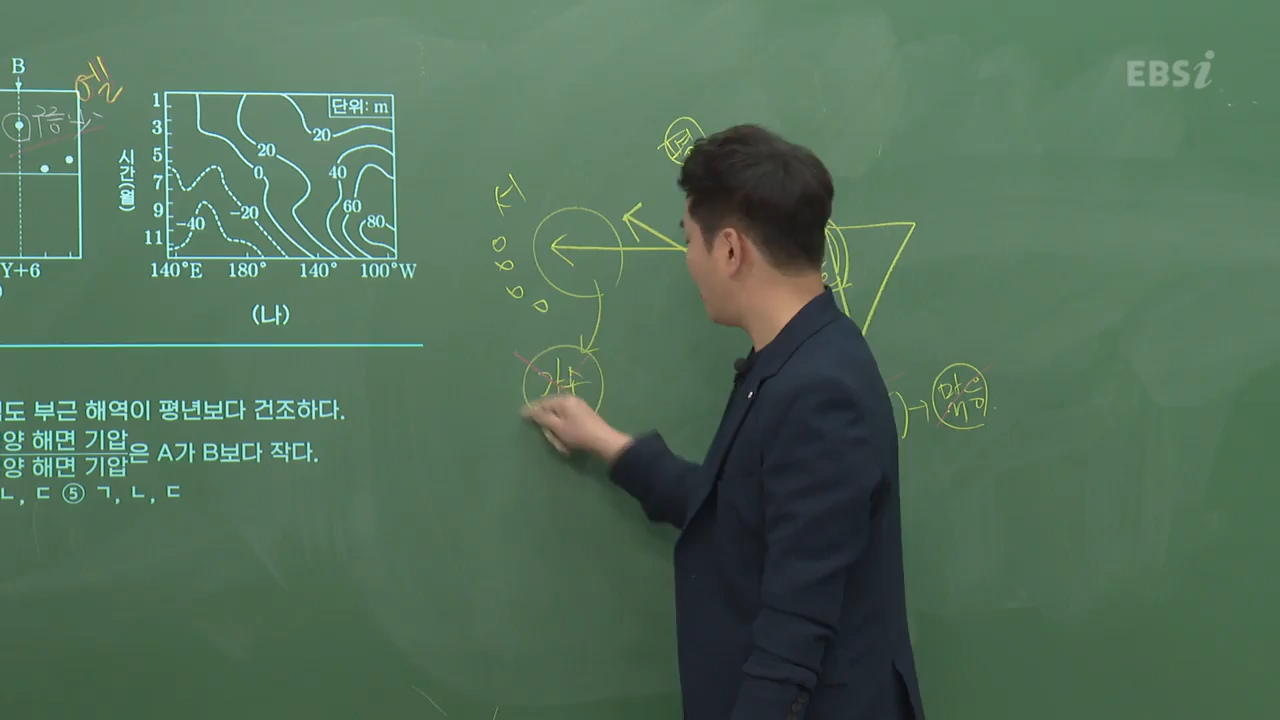 EBSi
B
엘
단위: m
1
3
5
7
9
11
시간(월)
20
20
0
40
-20
60
-40
80
Y+6
140°E 180° 140° 100°W
(나)
도 부근 해역이 평년보다 건조하다.
양 해면 기압
양 해면 기압
은 A가 B보다 작다.
ㄴ, ㄷ ⑤ ㄱ, ㄴ, ㄷ